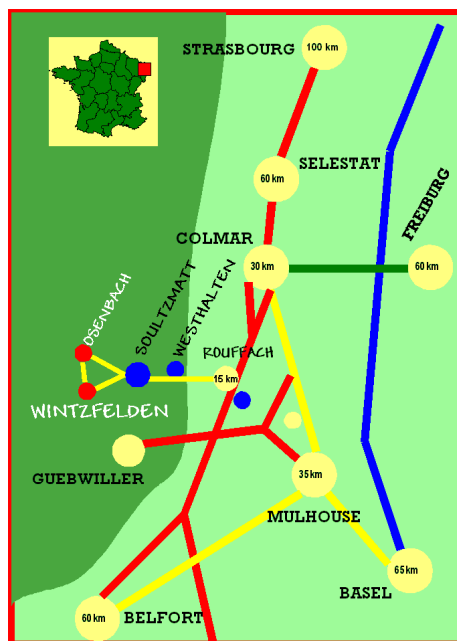 STRASBOURG
100 km
60 km
SELESTAT
COLMAR
30 km
FREIBURG
60 km
OSENBACH
SOULTZMATT
WESTHALTEN
ROUFFACH
15 km
WINTZFELDEN
GUEBWILLER
35 km
MULHOUSE
65 km
BASEL
60 km
BELFORT